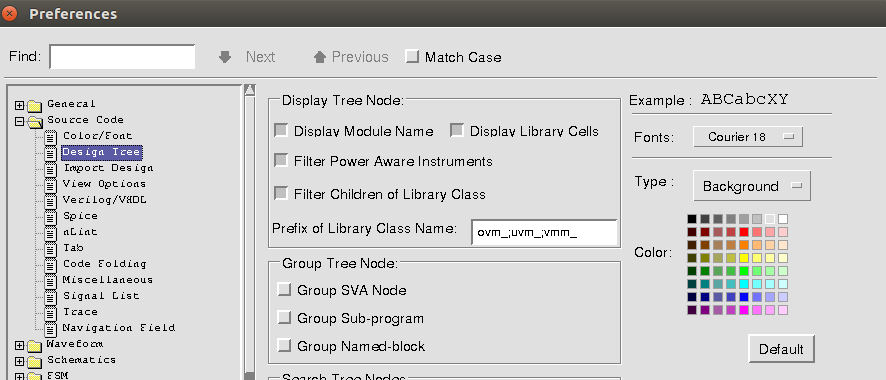 Preferences
Find:
Next
Previous
Match Case
General
Source Code
Color/Font
Design Tree
Import Design
View Options
Verilog/VHDL
Spice
nLint
Tab
Code Folding
Miscellaneous
Signal List
Trace
Navigation Field
Waveform
Schematics
FSM
Display Tree Node:
Display Module Name
Display Library Cells
Filter Power Aware Instruments
Filter Children of Library Class
Prefix of Library Class Name:
ovm_;uvm_;vmm_
Group Tree Node:
Group SVA Node
Group Sub-program
Group Named-block
Search Tree Nodes
Example : ABCabcXY
Fonts:
Courier 18
Type :
Background
Color:
Default